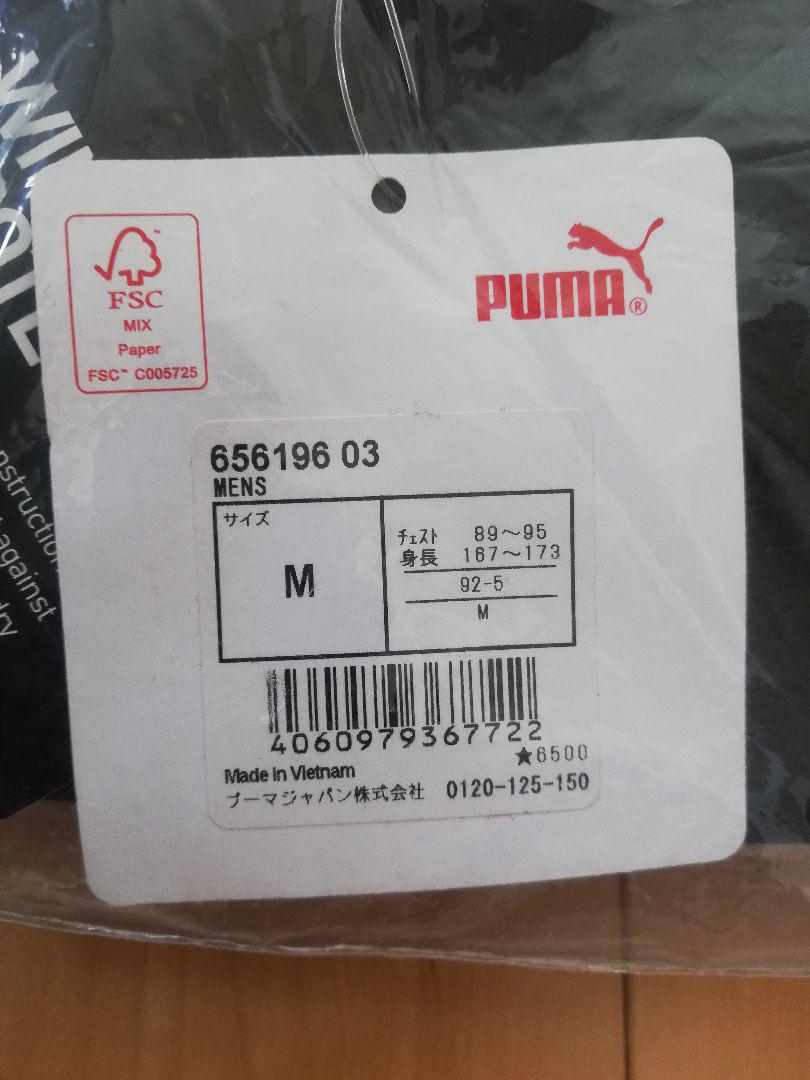 FSC
MIX
Paper
FSC™ C005725
PUMA®
656196 03
MENS
サイズ
M
チェスト 89～95
身長 167～173
92-5
M
4060979367722
★6500
Made in Vietnam
プーマジャパン株式会社 0120-125-150
against
dry